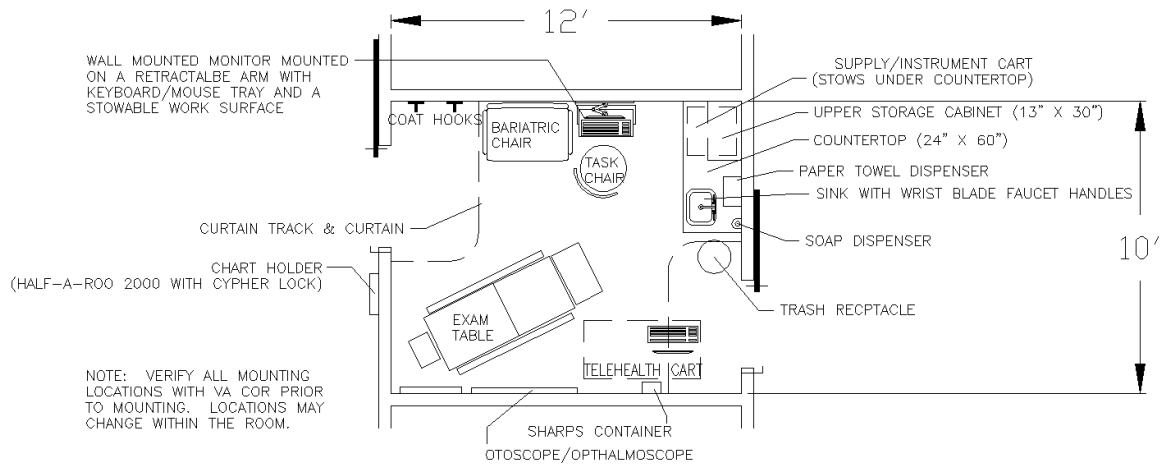 12'
WALL MOUNTED MONITOR MOUNTED
ON A RETRACTALBE ARM WITH
KEYBOARD/MOUSE TRAY AND A
STOWABLE WORK SURFACE
SUPPLY/INSTRUMENT CART
(STOWS UNDER COUNTERTOP)
UPPER STORAGE CABINET (13" X 30")
COUNTERTOP (24" X 60")
PAPER TOWEL DISPENSER
SINK WITH WRIST BLADE FAUCET HANDLES
SOAP DISPENSER
COAT HOOKS
BARIATRIC
CHAIR
TASK
CHAIR
CURTAIN TRACK & CURTAIN
10'
CHART HOLDER
(HALF-A-ROO 2000 WITH CYPHER LOCK)
TRASH RECPTACLE
EXAM
TABLE
TELEHEALTH CART
NOTE: VERIFY ALL MOUNTING
LOCATIONS WITH VA COR PRIOR
TO MOUNTING. LOCATIONS MAY
CHANGE WITHIN THE ROOM.
SHARPS CONTAINER
OTOSCOPE/OPTHALMOSCOPE